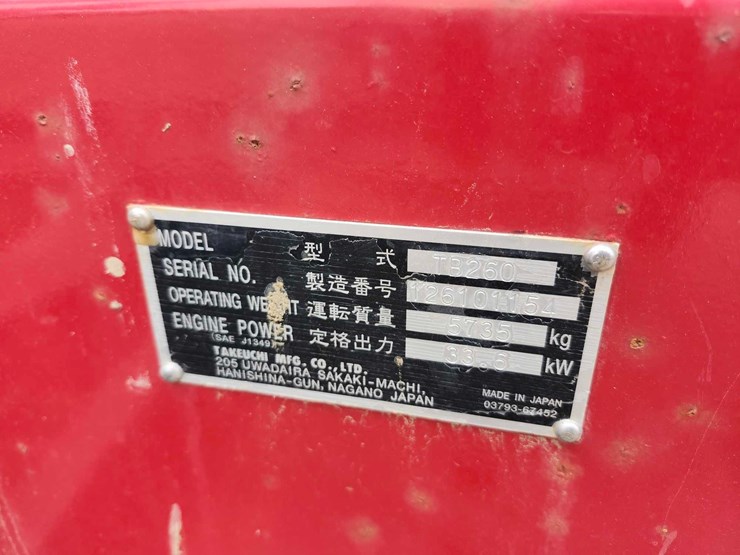 MODEL 型 式 TB260
SERIAL NO. 製造番号 126101154
OPERATING WEIGHT 運転質量 5735 kg
ENGINE POWER 定格出力 33.5 kW
(SAE J1349)
TAKEUCHI MFG. CO., LTD.
205 UWADAIRA, SAKAKI-MACHI,
HANISHINA-GUN, NAGANO JAPAN
MADE IN JAPAN
03793-67452